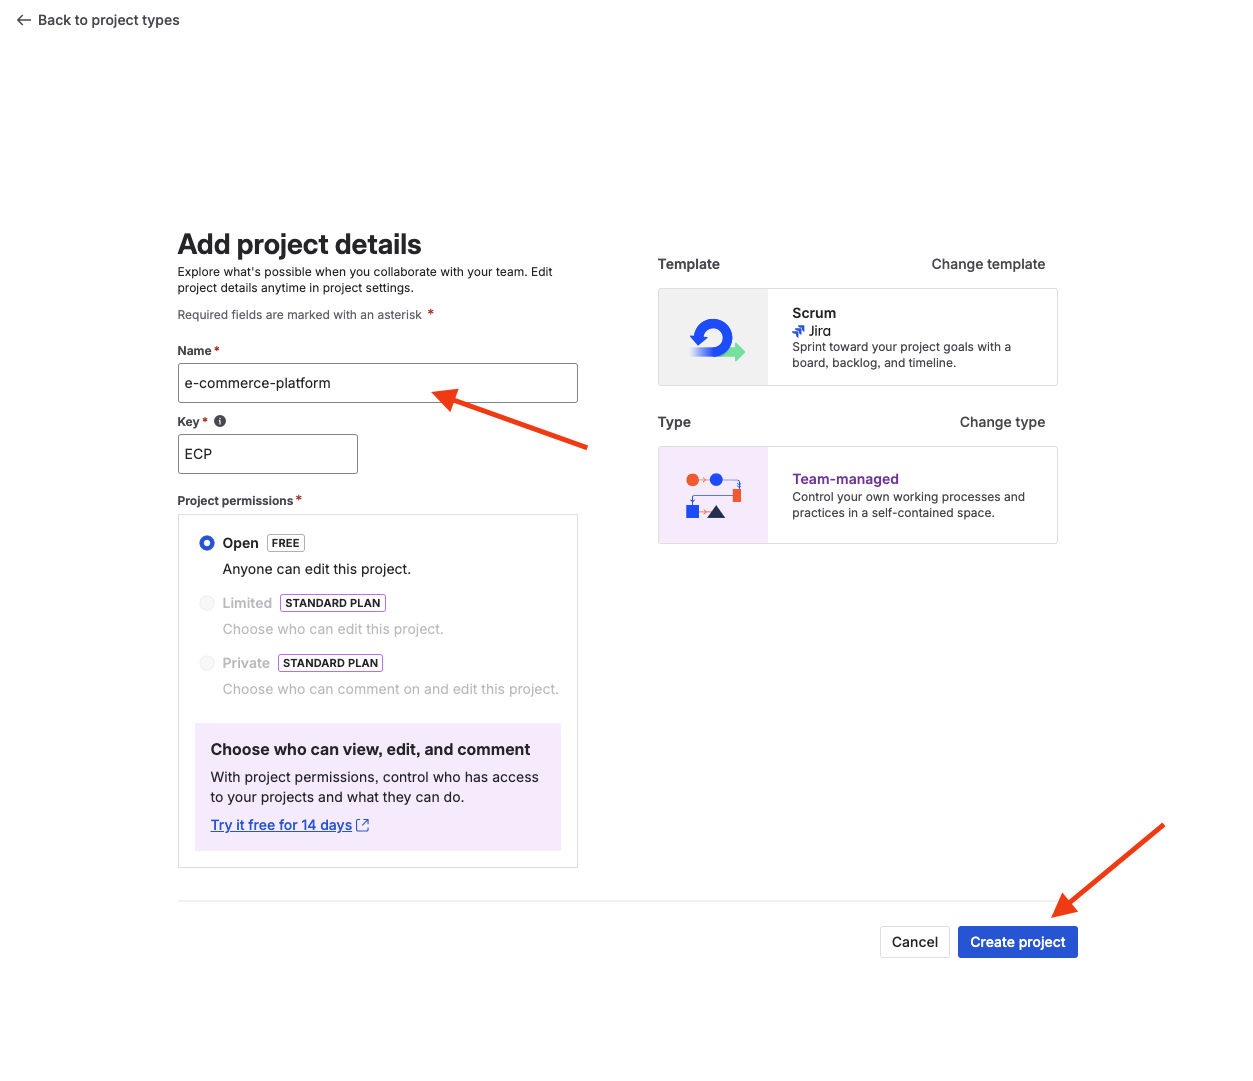 Back to project types
Add project details
Explore what's possible when you collaborate with your team. Edit
project details anytime in project settings.
Required fields are marked with an asterisk *
Name *
e-commerce-platform
Key *
ECP
Project permissions *
Open FREE
Anyone can edit this project.
Limited STANDARD PLAN
Choose who can edit this project.
Private STANDARD PLAN
Choose who can comment on and edit this project.
Choose who can view, edit, and comment
With project permissions, control who has access
to your projects and what they can do.
Try it free for 14 days
Template Change template
Scrum
Jira
Sprint toward your project goals with a
board, backlog, and timeline.
Type Change type
Team-managed
Control your own working processes and
practices in a self-contained space.
Cancel Create project